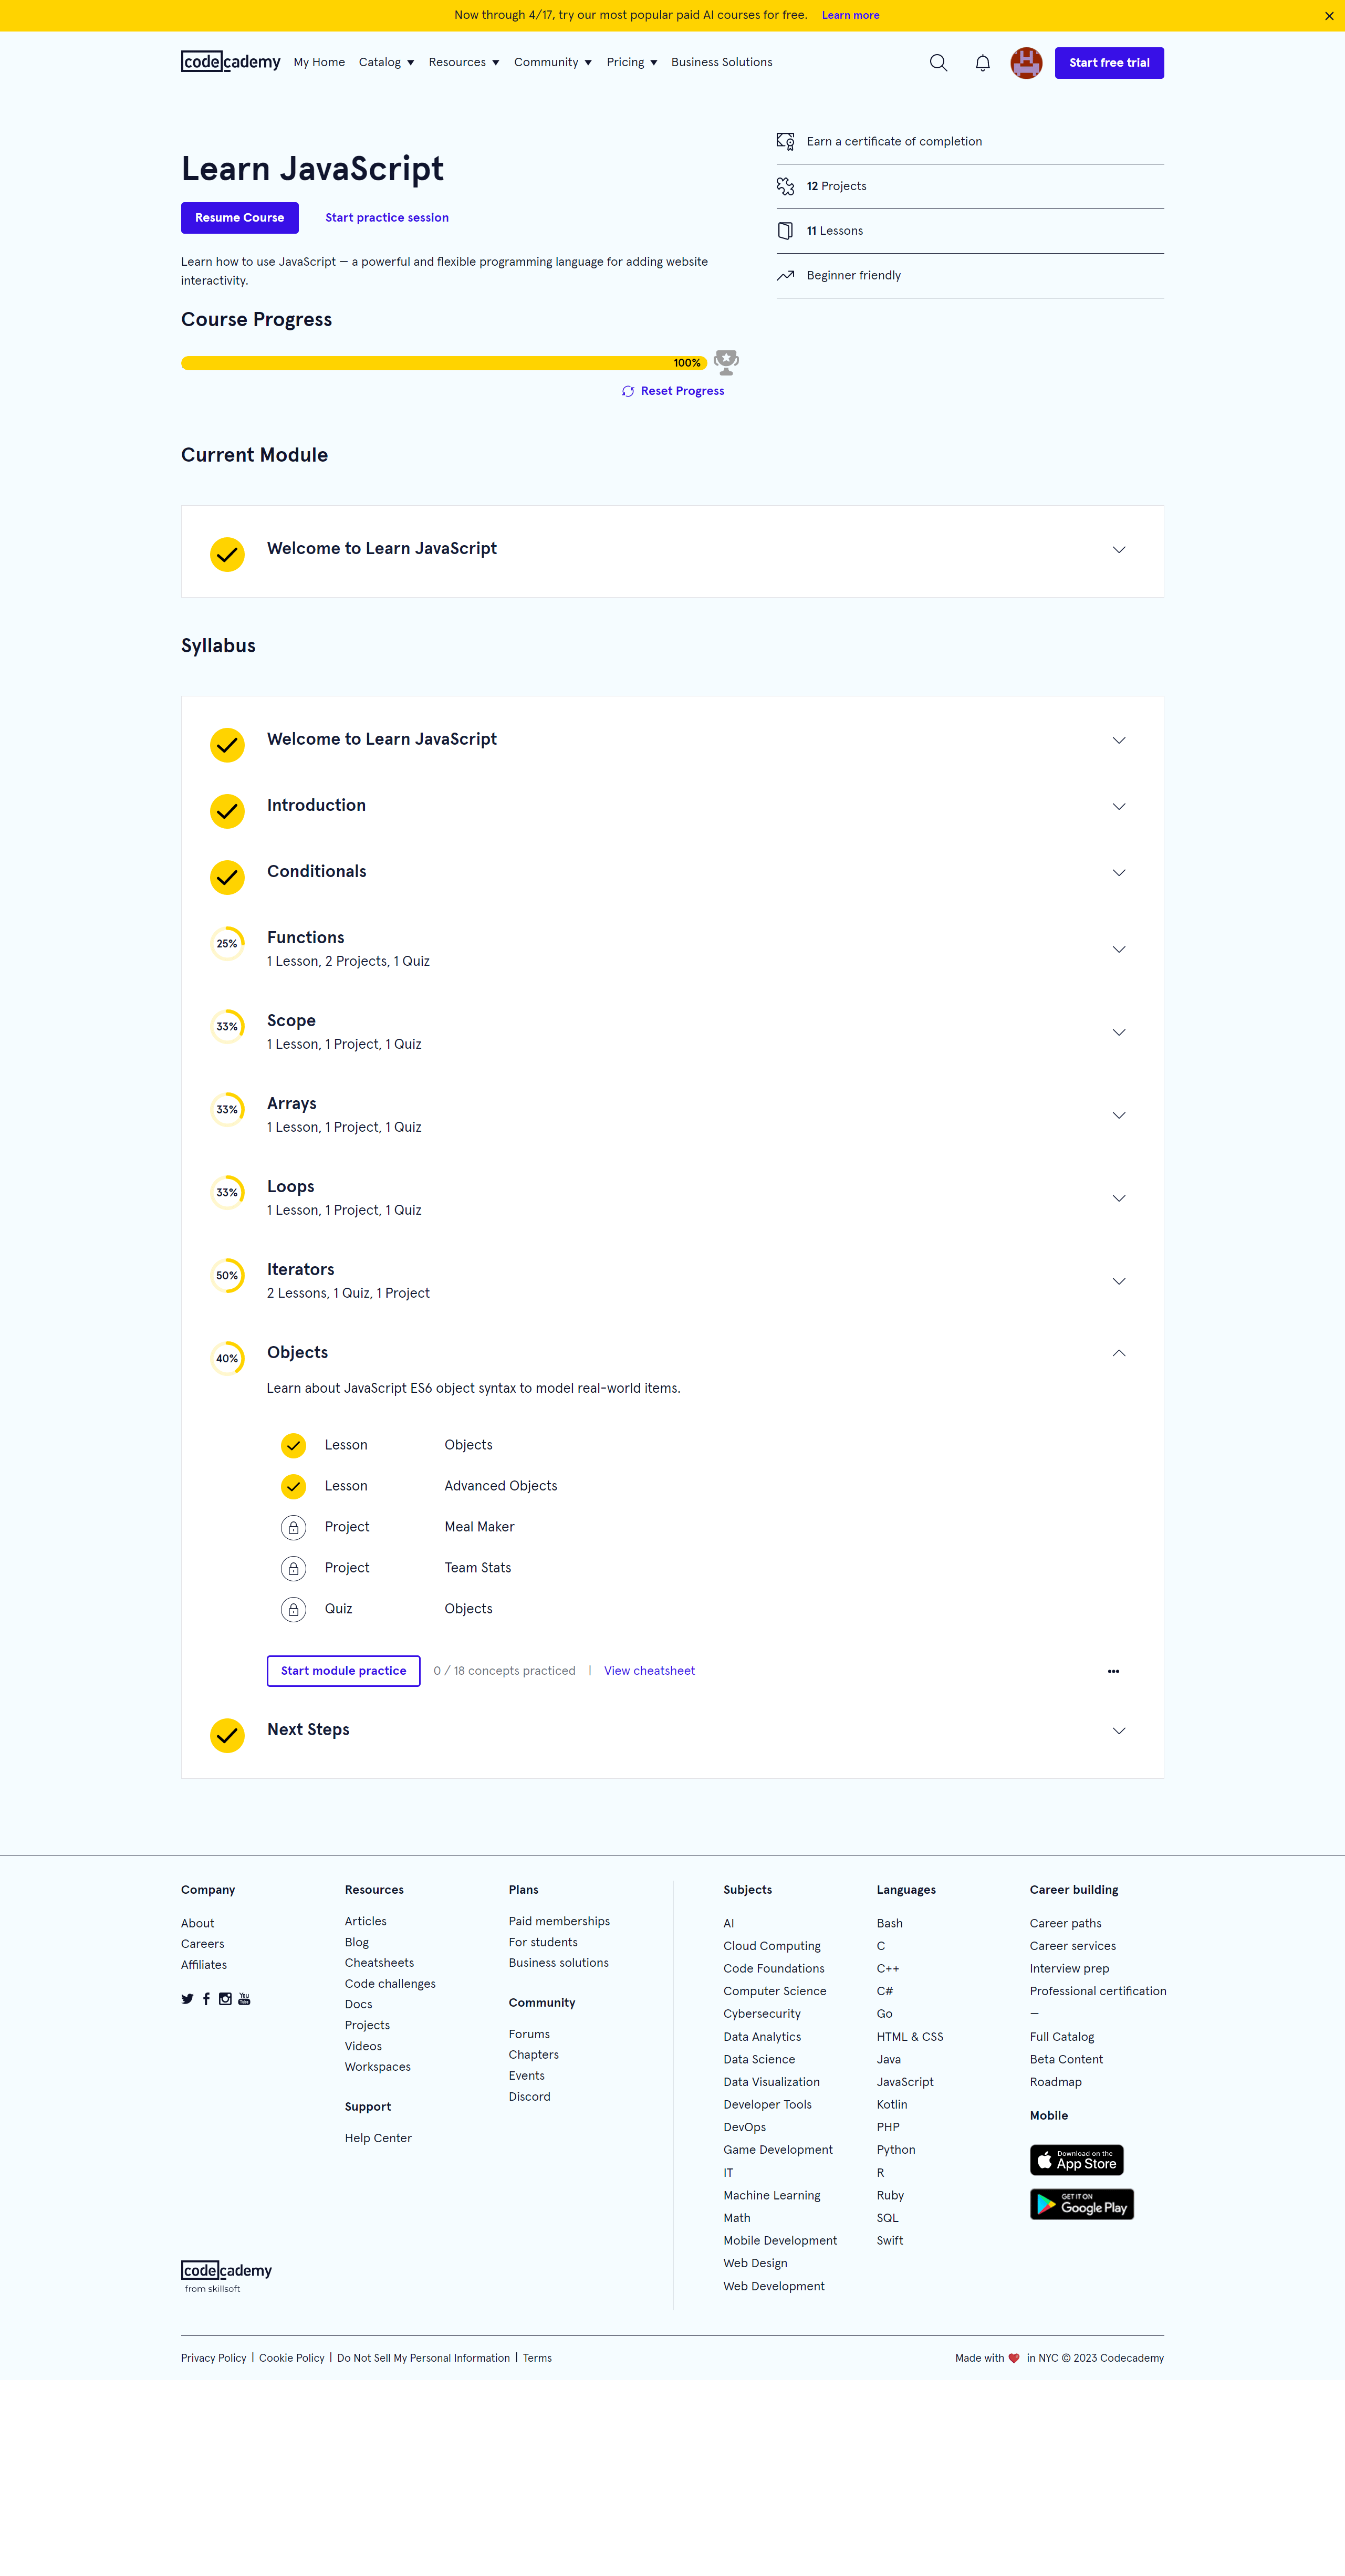 Now through 4/17, try our most popular paid AI courses for free. Learn more
codecademy My Home Catalog Resources Community Pricing Business Solutions Start free trial
Learn JavaScript
Resume Course Start practice session
Learn how to use JavaScript — a powerful and flexible programming language for adding website
interactivity.
Earn a certificate of completion
12 Projects
11 Lessons
Beginner friendly
Course Progress
100%
Reset Progress
Current Module
Welcome to Learn JavaScript
Syllabus
Welcome to Learn JavaScript
Introduction
Conditionals
25% Functions
1 Lesson, 2 Projects, 1 Quiz
33% Scope
1 Lesson, 1 Project, 1 Quiz
33% Arrays
1 Lesson, 1 Project, 1 Quiz
33% Loops
1 Lesson, 1 Project, 1 Quiz
50% Iterators
2 Lessons, 1 Quiz, 1 Project
40% Objects
Learn about JavaScript ES6 object syntax to model real-world items.
Lesson Objects
Lesson Advanced Objects
Project Meal Maker
Project Team Stats
Quiz Objects
Start module practice 0 / 18 concepts practiced | View cheatsheet
Next Steps
Company
About
Careers
Affiliates
You Tube
Resources
Articles
Blog
Cheatsheets
Code challenges
Docs
Projects
Videos
Workspaces
Support
Help Center
Plans
Paid memberships
For students
Business solutions
Community
Forums
Chapters
Events
Discord
Subjects
AI
Cloud Computing
Code Foundations
Computer Science
Cybersecurity
Data Analytics
Data Science
Data Visualization
Developer Tools
DevOps
Game Development
IT
Machine Learning
Math
Mobile Development
Web Design
Web Development
Languages
Bash
C
C++
C#
Go
HTML & CSS
Java
JavaScript
Kotlin
PHP
Python
R
Ruby
SQL
Swift
Career building
Career paths
Career services
Interview prep
Professional certification
—
Full Catalog
Beta Content
Roadmap
Mobile
Download on the
App Store
GET IT ON
Google Play
codecademy
from skillsoft
Privacy Policy | Cookie Policy | Do Not Sell My Personal Information | Terms
Made with ❤️ in NYC © 2023 Codecademy